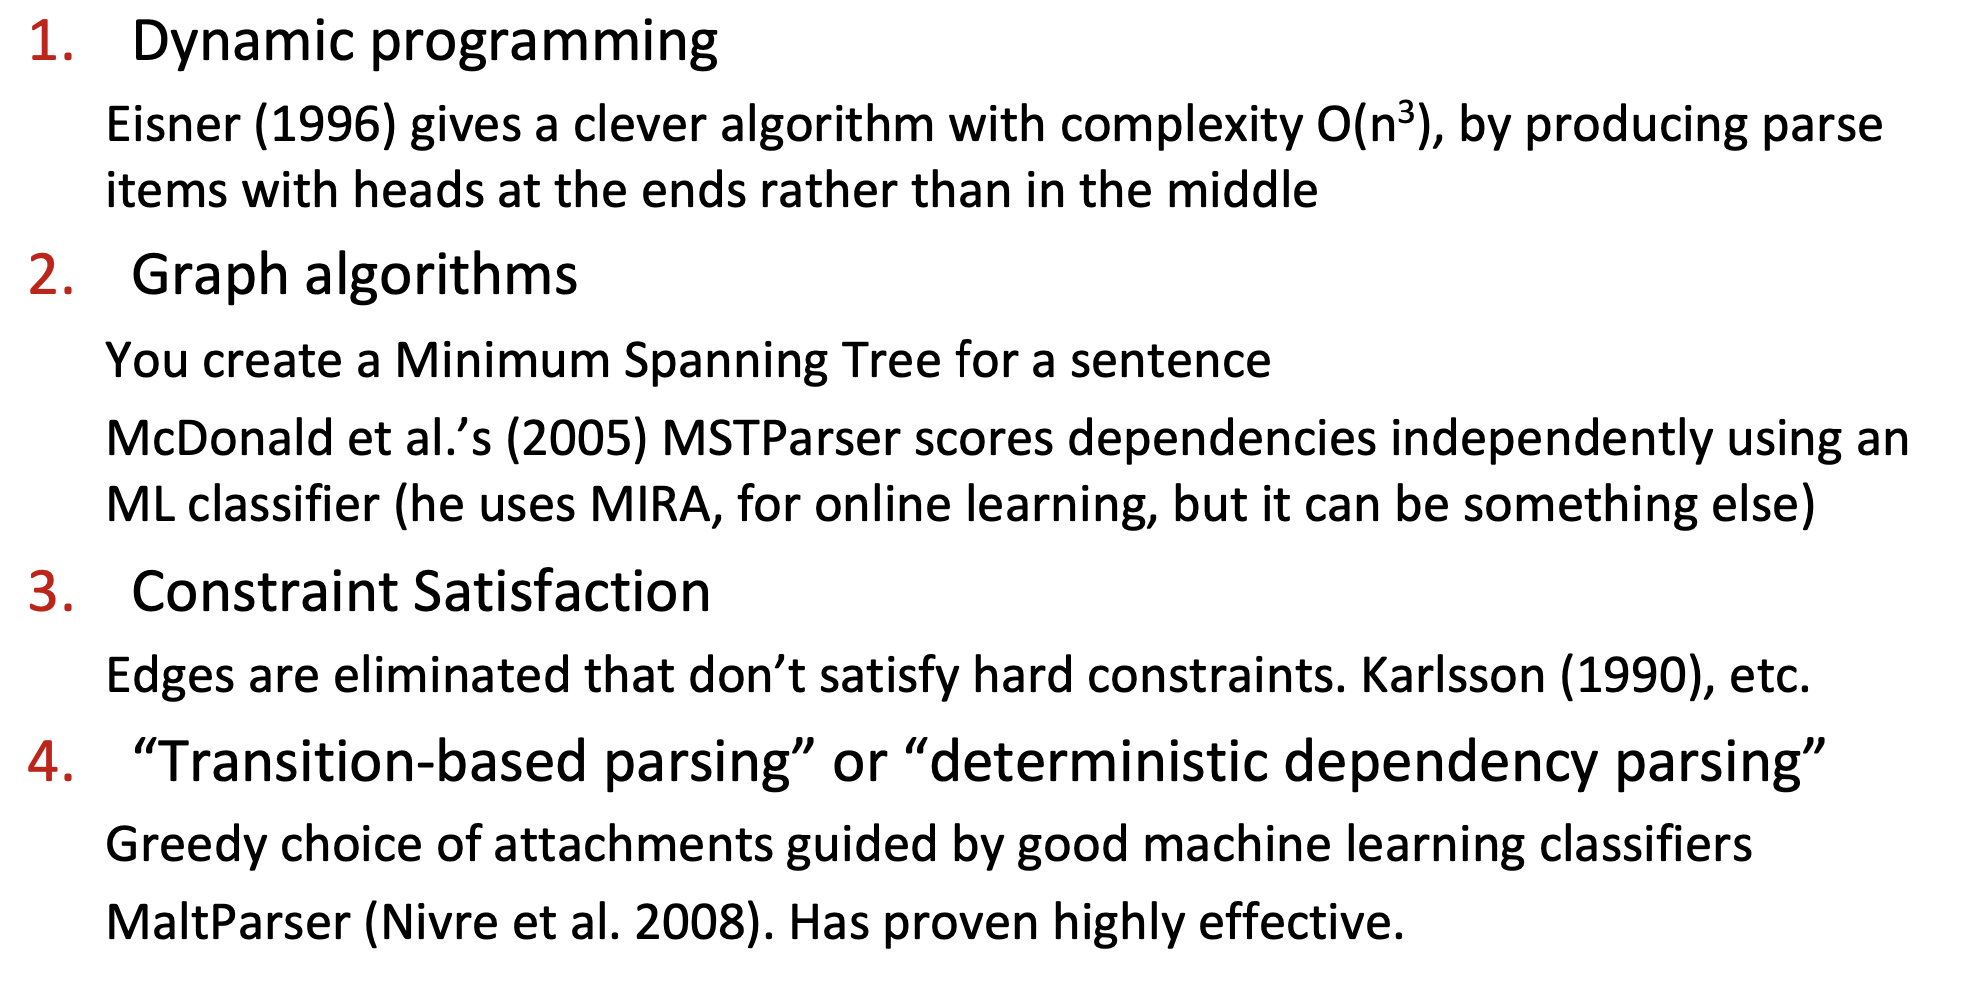 1. Dynamic programming
Eisner (1996) gives a clever algorithm with complexity O(n³), by producing parse
items with heads at the ends rather than in the middle
2. Graph algorithms
You create a Minimum Spanning Tree for a sentence
McDonald et al.’s (2005) MSTParser scores dependencies independently using an
ML classifier (he uses MIRA, for online learning, but it can be something else)
3. Constraint Satisfaction
Edges are eliminated that don’t satisfy hard constraints. Karlsson (1990), etc.
4. “Transition-based parsing” or “deterministic dependency parsing”
Greedy choice of attachments guided by good machine learning classifiers
MaltParser (Nivre et al. 2008). Has proven highly effective.